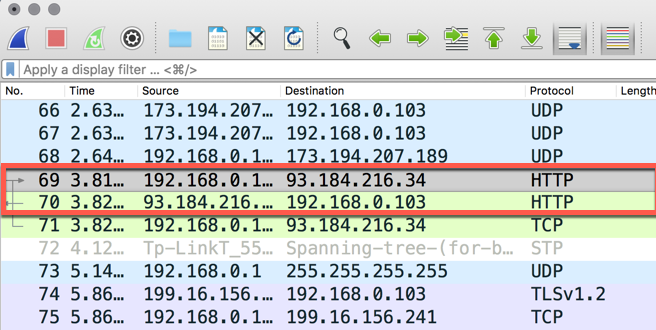 Apply a display filter ... <⌘/>
No. Time Source Destination Protocol Length
66 2.63... 173.194.207... 192.168.0.103 UDP
67 2.63... 173.194.207... 192.168.0.103 UDP
68 2.64... 192.168.0.1... 173.194.207.189 UDP
69 3.81... 192.168.0.1... 93.184.216.34 HTTP
70 3.82... 93.184.216.... 192.168.0.103 HTTP
71 3.82... 192.168.0.1... 93.184.216.34 TCP
72 4.12... Tp-LinkT_55... Spanning-tree-(for-b... STP
73 5.14... 192.168.0.1 255.255.255.255 UDP
74 5.86... 199.16.156.... 192.168.0.103 TLSv1.2
75 5.86... 192.168.0.1... 199.16.156.241 TCP